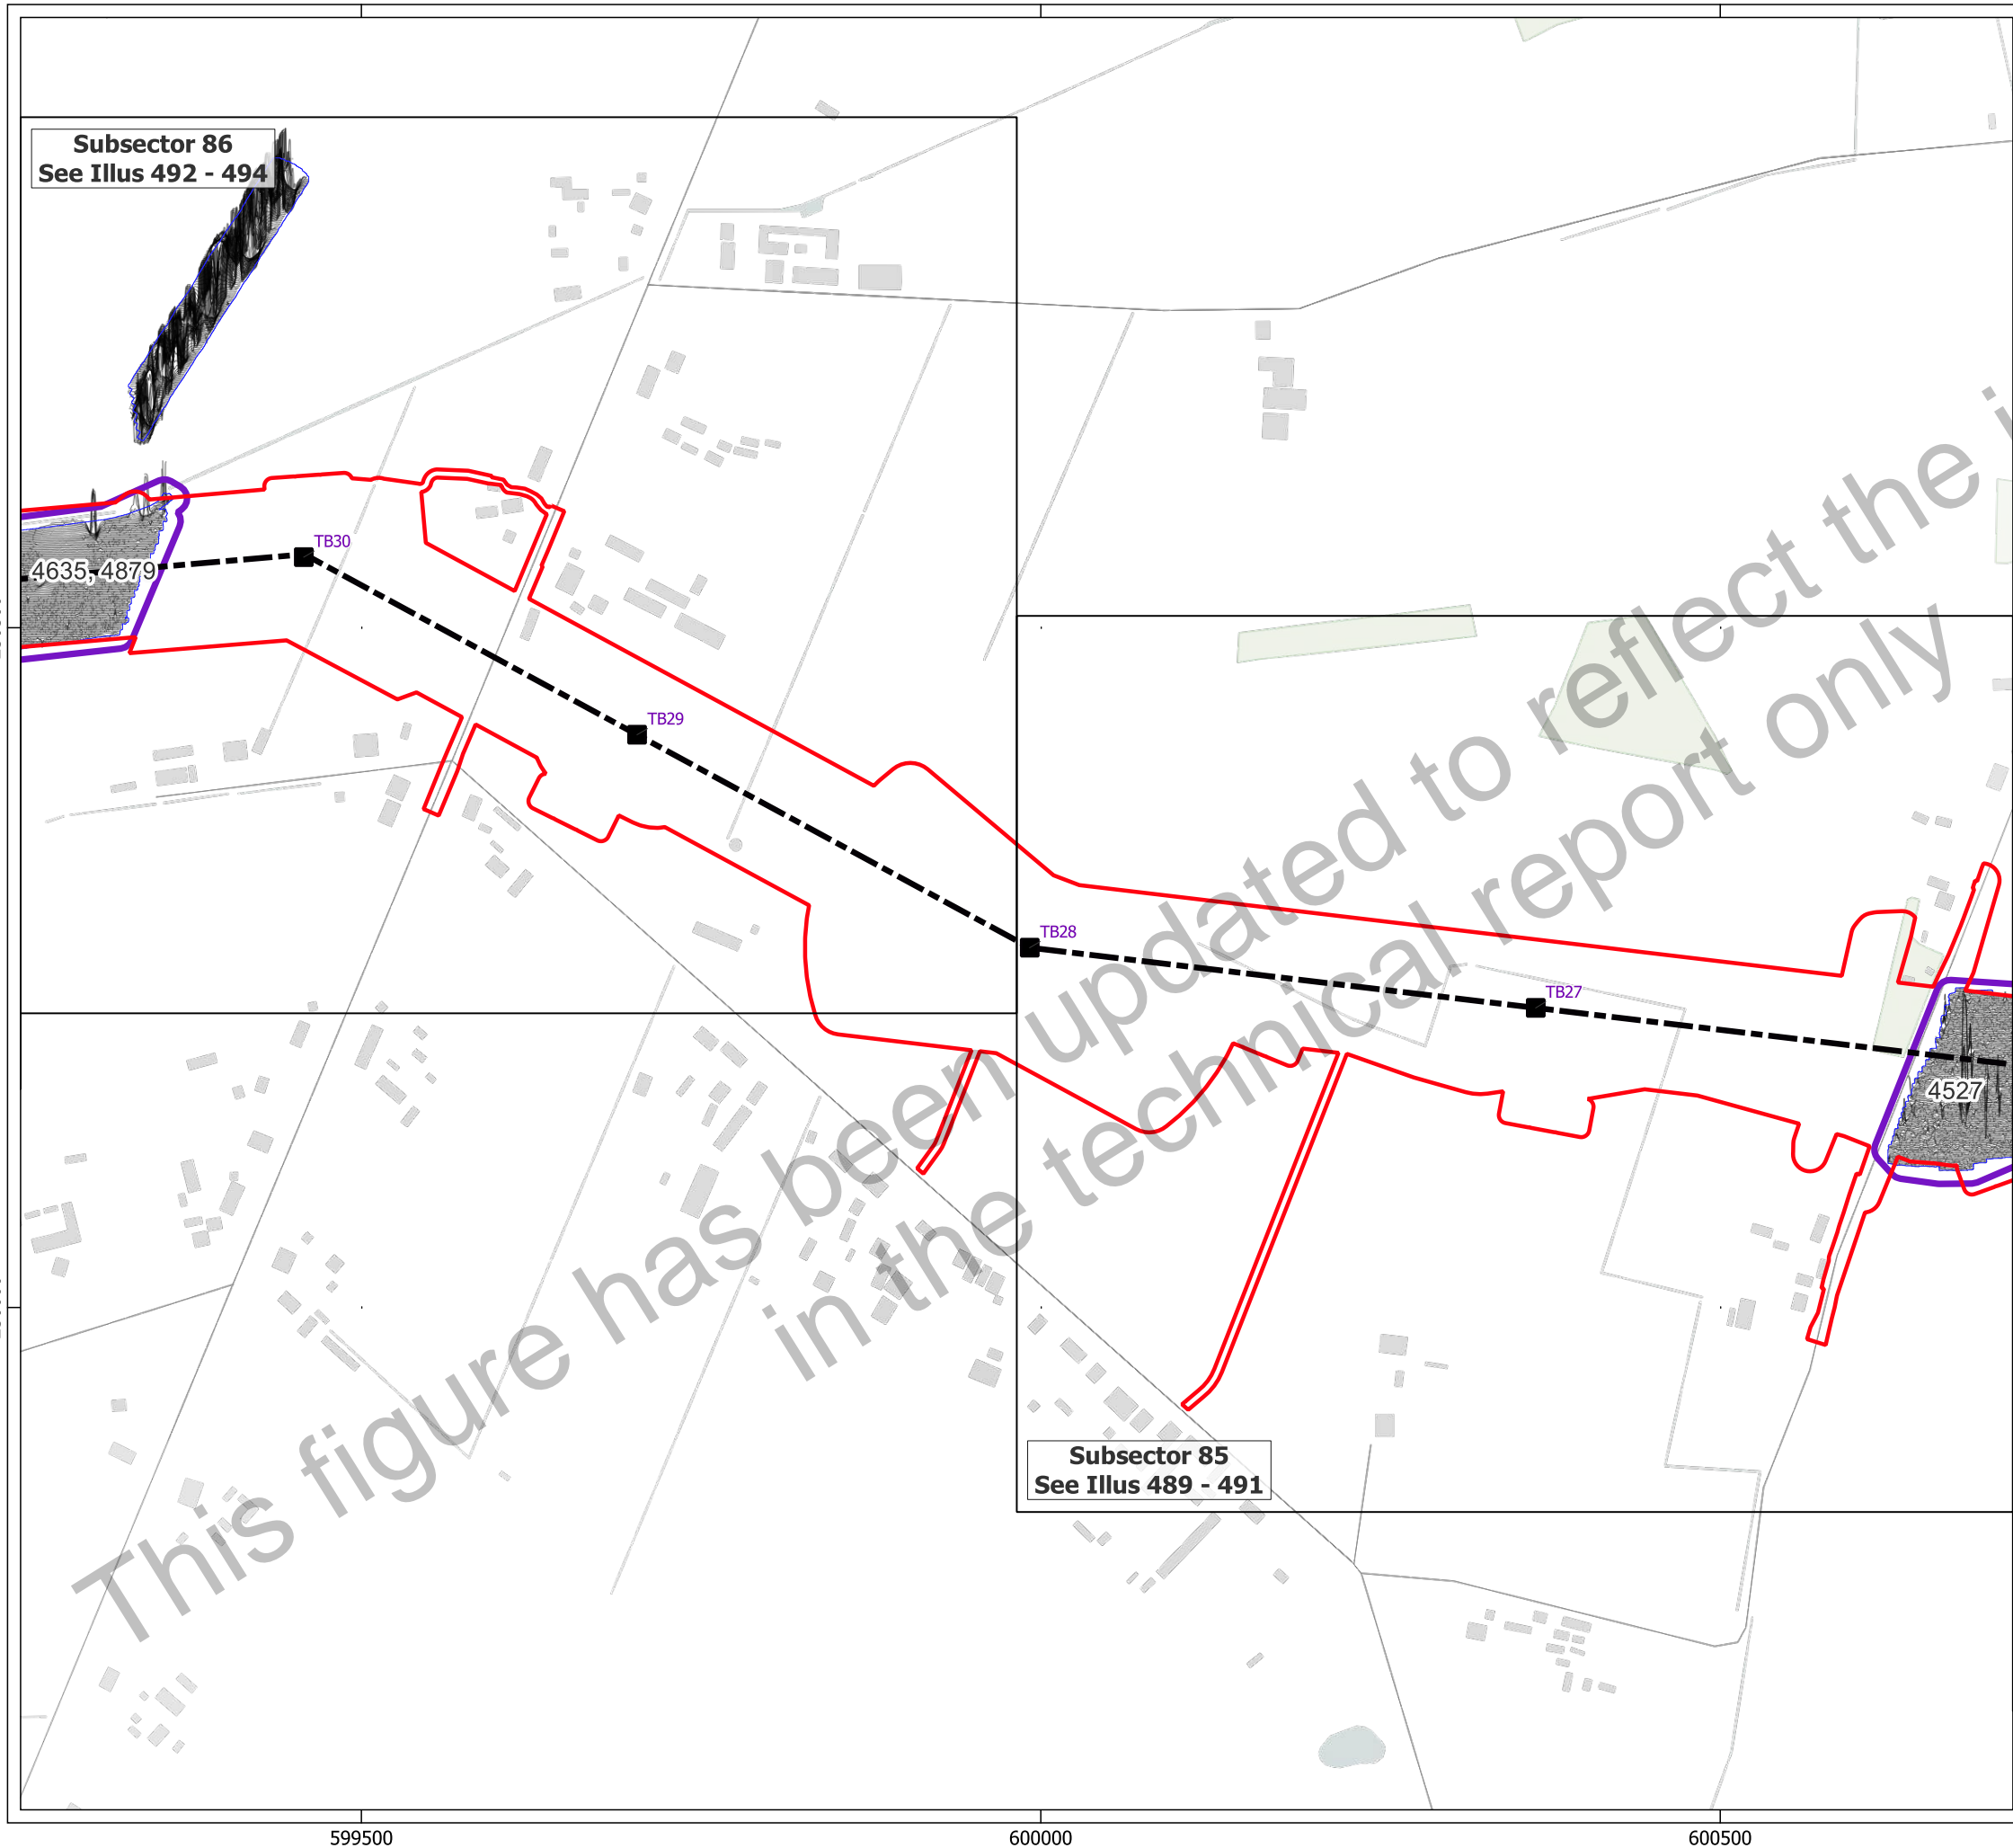 Subsector 86
See Illus 492 - 494
TB30
4635, 4879
TB29
TB28
TB27
4527
Subsector 85
See Illus 489 - 491
This figure has been updated to reflect the
in the technical report only
599500
600000
600500